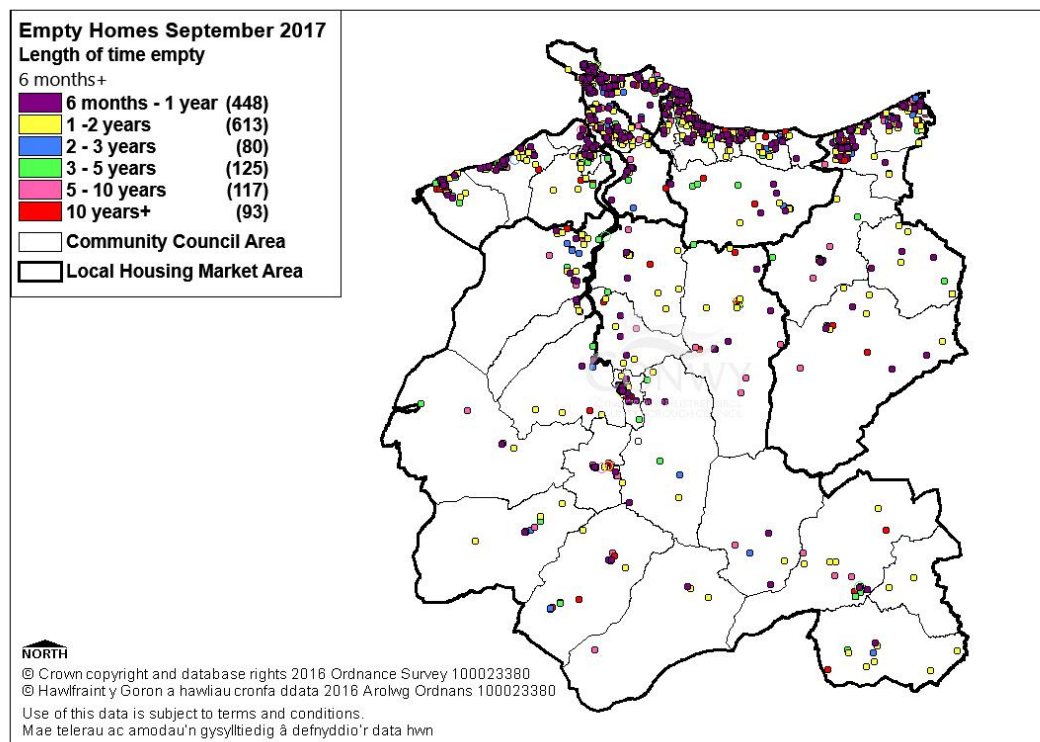 Empty Homes September 2017
Length of time empty
6 months+
6 months - 1 year (448)
1 -2 years (613)
2 - 3 years (80)
3 - 5 years (125)
5 - 10 years (117)
10 years+ (93)
Community Council Area
Local Housing Market Area
CONWY
NORTH
© Crown copyright and database rights 2016 Ordnance Survey 100023380
© Hawlfraint y Goron a hawliau cronfa ddata 2016 Arolwg Ordnans 100023380
Use of this data is subject to terms and conditions.
Mae telerau ac amodau'n gysylltiedig â defnyddio'r data hwn